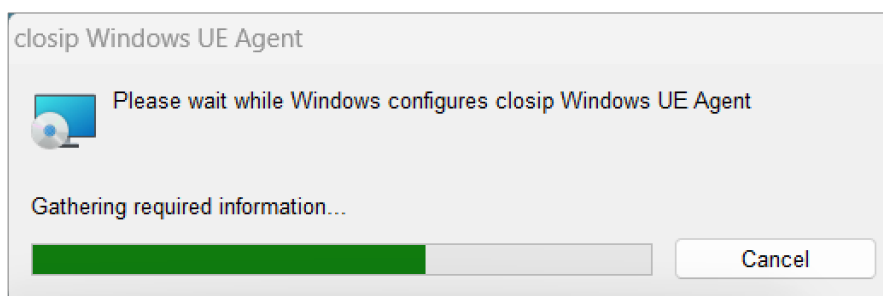 closip Windows UE Agent
Please wait while Windows configures closip Windows UE Agent
Gathering required information...
Cancel